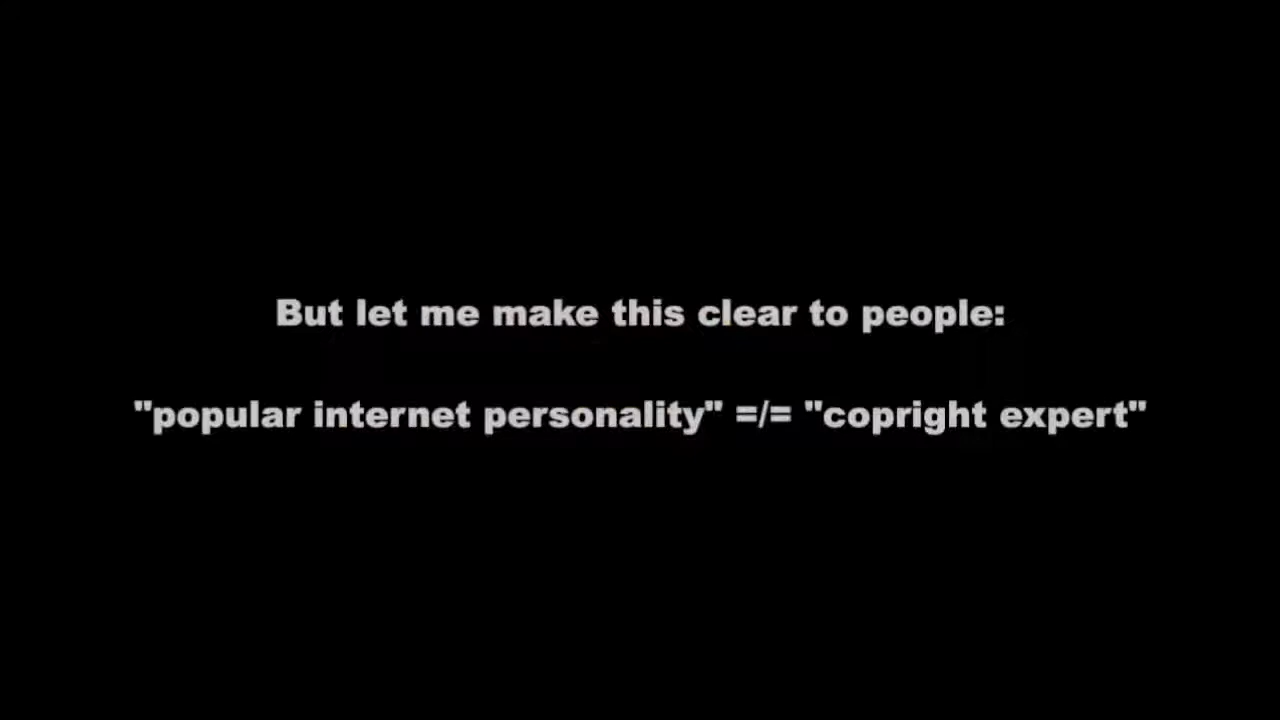 But let me make this clear to people:
"popular internet personality" =/= "copright expert"